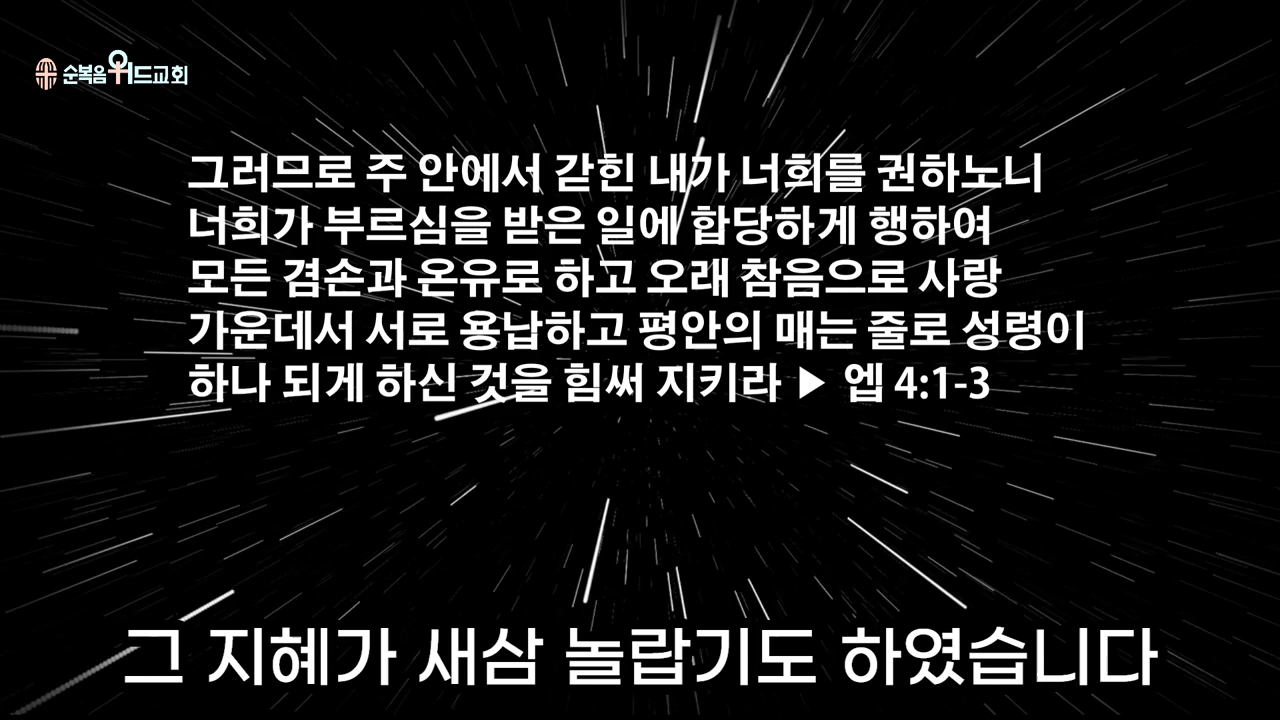 순복음위드교회
그러므로 주 안에서 갇힌 내가 너희를 권하노니
너희가 부르심을 받은 일에 합당하게 행하여
모든 겸손과 온유로 하고 오래 참음으로 사랑
가운데서 서로 용납하고 평안의 매는 줄로 성령이
하나 되게 하신 것을 힘써 지키라 ▶ 엡 4:1-3
그 지혜가 새삼 놀랍기도 하였습니다